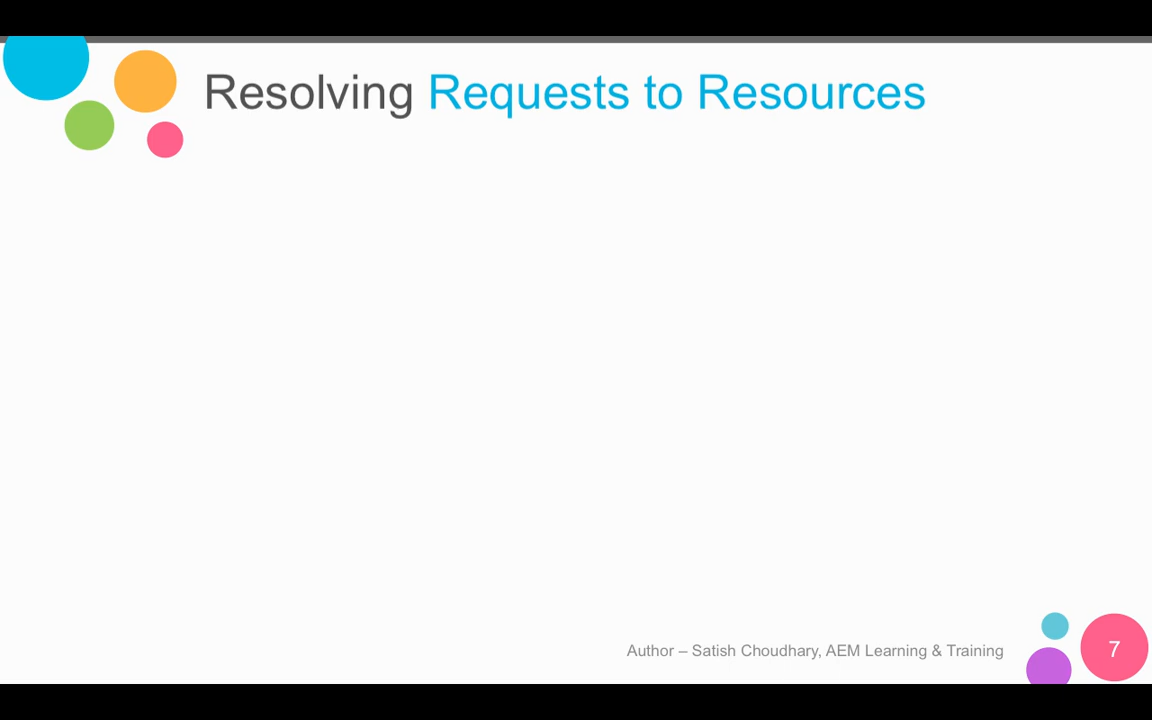 Resolving Requests to Resources
Author – Satish Choudhary, AEM Learning & Training
7